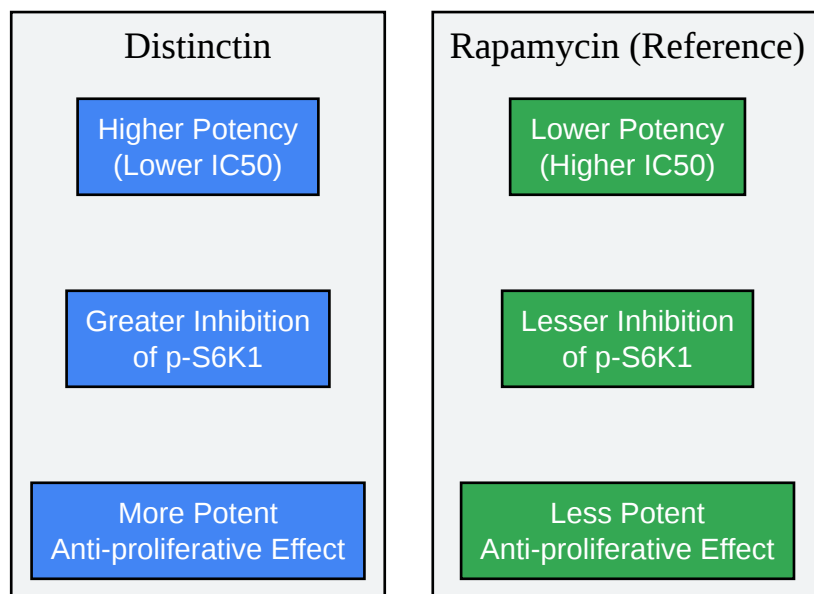 Distinctin
Higher Potency
(Lower IC50)
Greater Inhibition
of p-S6K1
More Potent
Anti-proliferative Effect
Rapamycin (Reference)
Lower Potency
(Higher IC50)
Lesser Inhibition
of p-S6K1
Less Potent
Anti-proliferative Effect